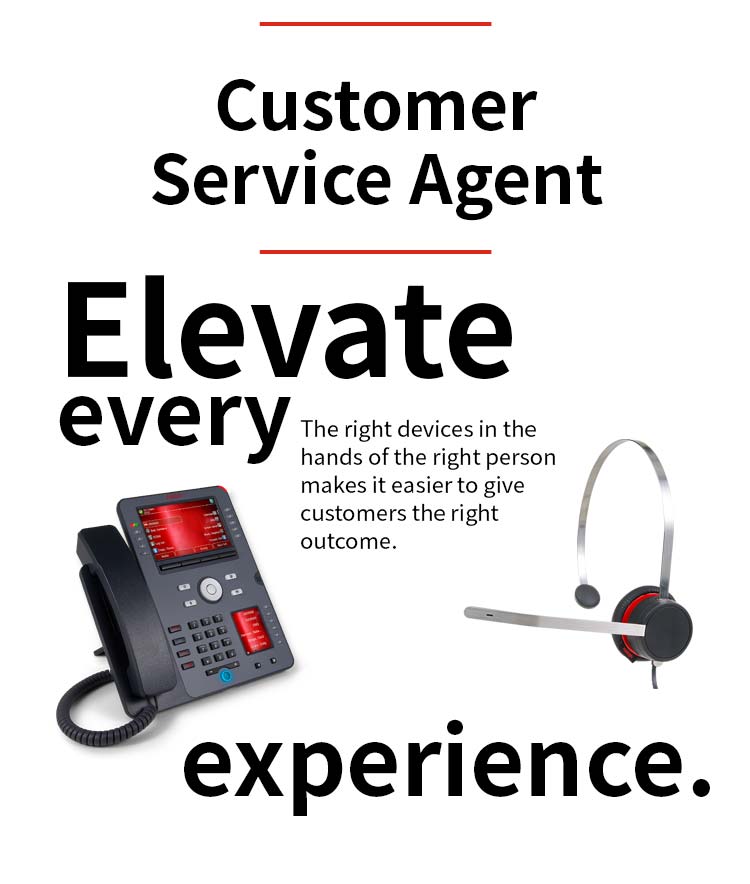 Customer
Service Agent
Elevate
every
The right devices in the
hands of the right person
makes it easier to give
customers the right
outcome.
experience.